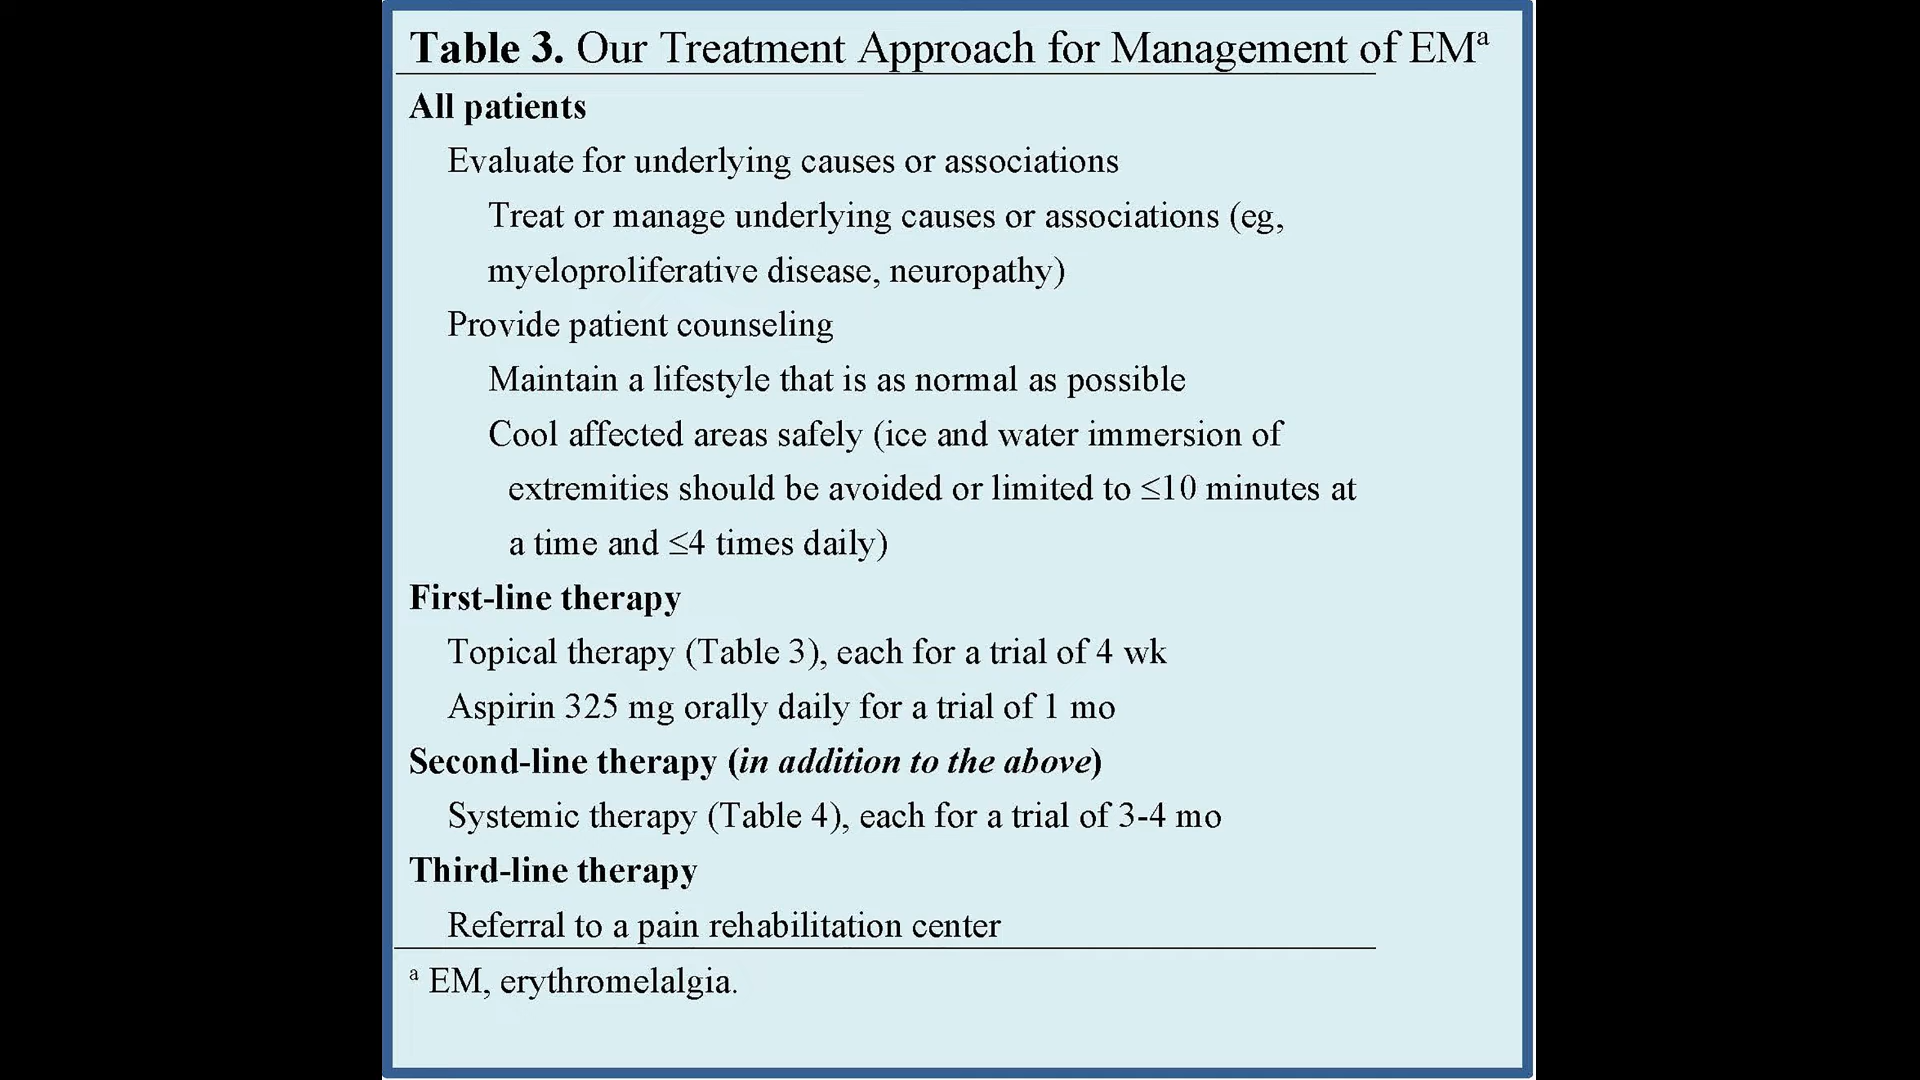 Table 3. Our Treatment Approach for Management of EMa
All patients
Evaluate for underlying causes or associations
Treat or manage underlying causes or associations (eg,
myeloproliferative disease, neuropathy)
Provide patient counseling
Maintain a lifestyle that is as normal as possible
Cool affected areas safely (ice and water immersion of
extremities should be avoided or limited to ≤10 minutes at
a time and ≤4 times daily)
First-line therapy
Topical therapy (Table 3), each for a trial of 4 wk
Aspirin 325 mg orally daily for a trial of 1 mo
Second-line therapy (in addition to the above)
Systemic therapy (Table 4), each for a trial of 3-4 mo
Third-line therapy
Referral to a pain rehabilitation center
a EM, erythromelalgia.